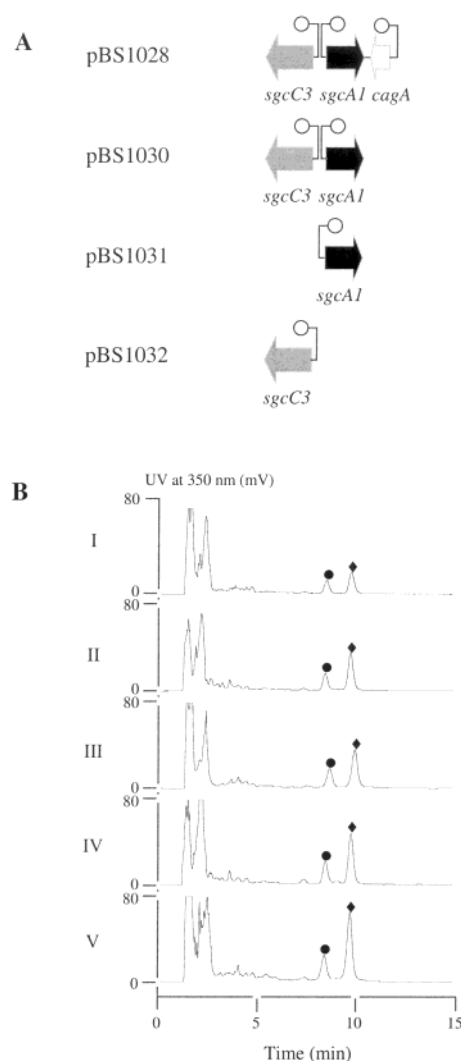 A
pBS1028
sgcC3 sgcA1 cagA
pBS1030
sgcC3 sgcA1
pBS1031
sgcA1
pBS1032
sgcC3
B
UV at 350 nm (mV)
80
I
0
80
II
0
80
III
0
80
IV
0
80
V
0
0 5 10 15
Time (min)